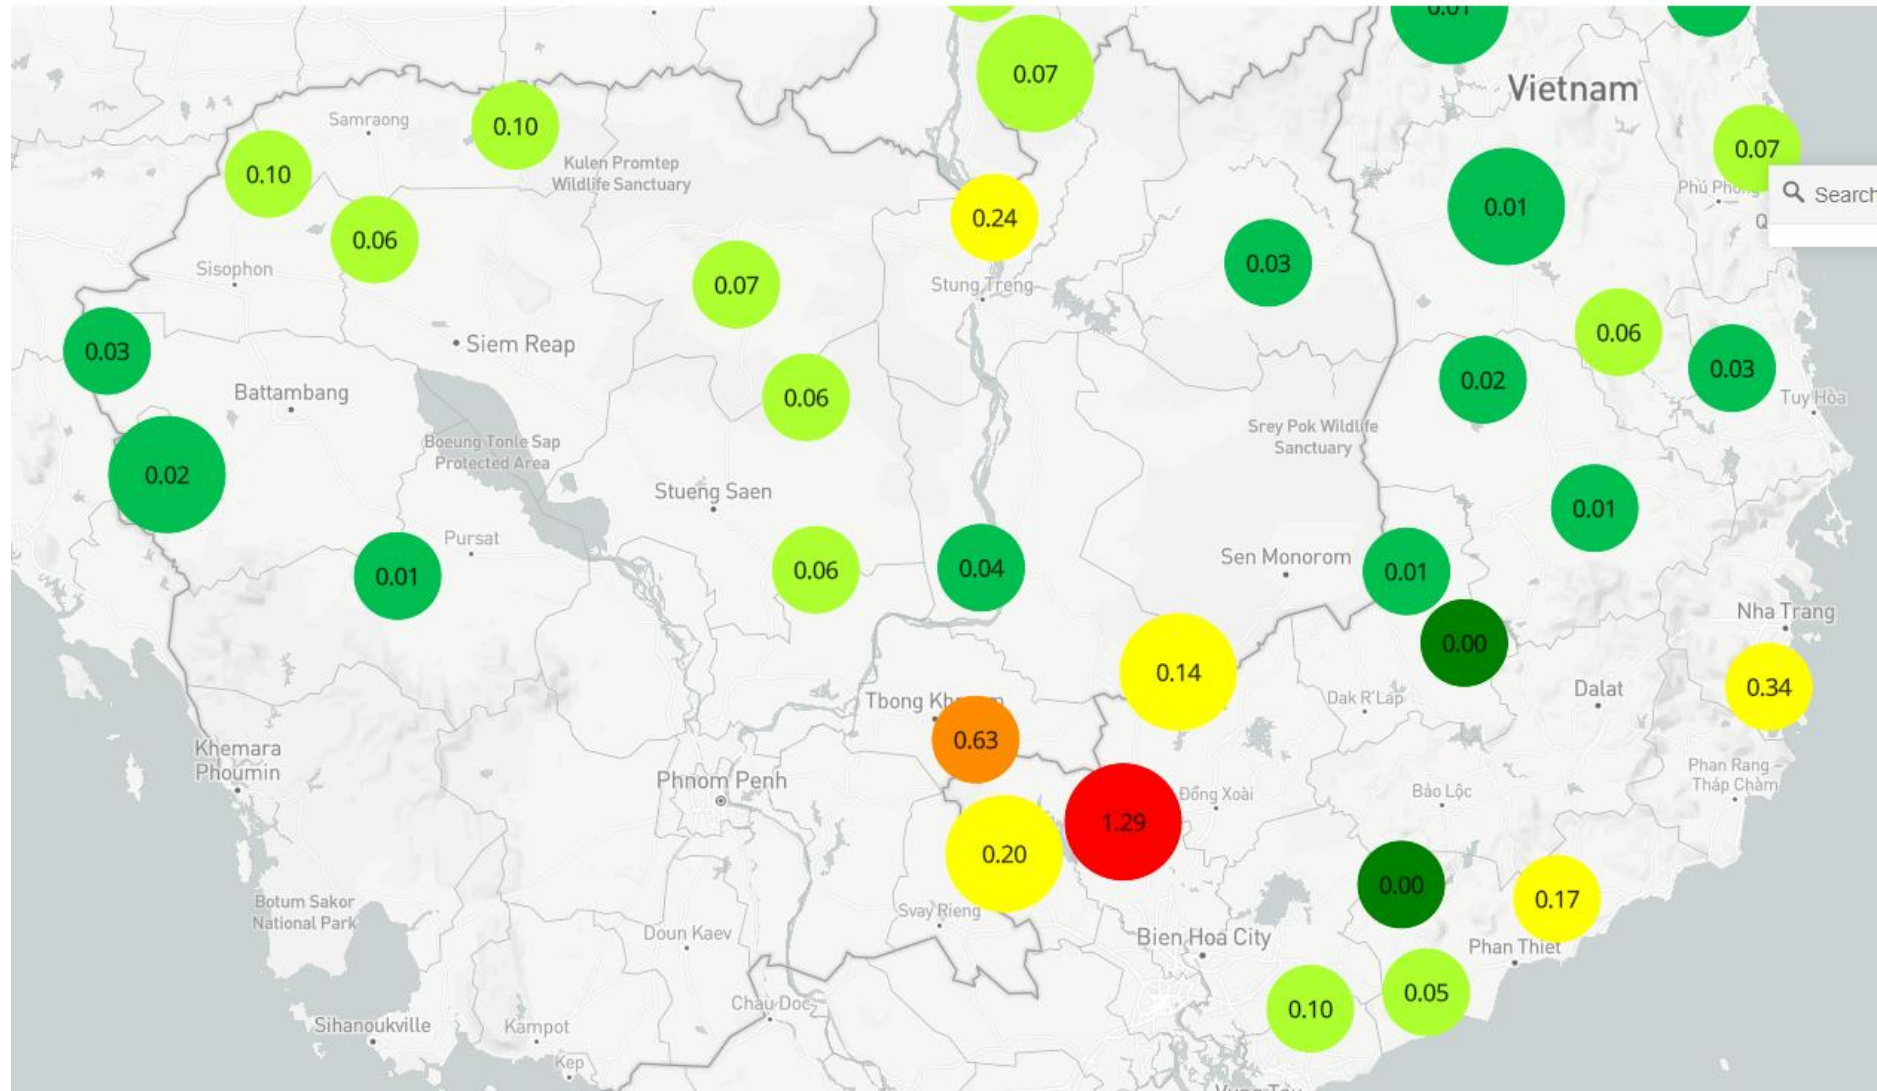 0.01
0.07
Vietnam
0.10
Samraong
0.07
0.10
Kulen Promtep
Wildlife Sanctuary
Search
0.01
0.24
0.06
0.03
Sisophon
0.07
Stung Treng
0.06
0.03
Siem Reap
0.03
0.02
Battambang
0.06
Tuy Hòa
Srey Pok Wildlife
Sanctuary
Boeung Tonle Sap
Protected Area
0.02
Stueng Saen
0.01
Pursat
Sen Monorom
0.01
0.06
0.04
0.01
Nha Trang
0.00
0.14
0.34
Dalat
Dak R'Lap
Tbong
0.63
Khemara
Phoumin
Phnom Penh
Phan Rang –
Tháp Chàm
Đồng Xoài
Bảo Lộc
1.29
0.20
0.00
0.17
Botum Sakor
National Park
Svay Rieng
Doun Kaev
Bien Hoa City
Phan Thiet
0.05
Chau Doc
0.10
Sihanoukville
Kampot
Kep
Vung Tau